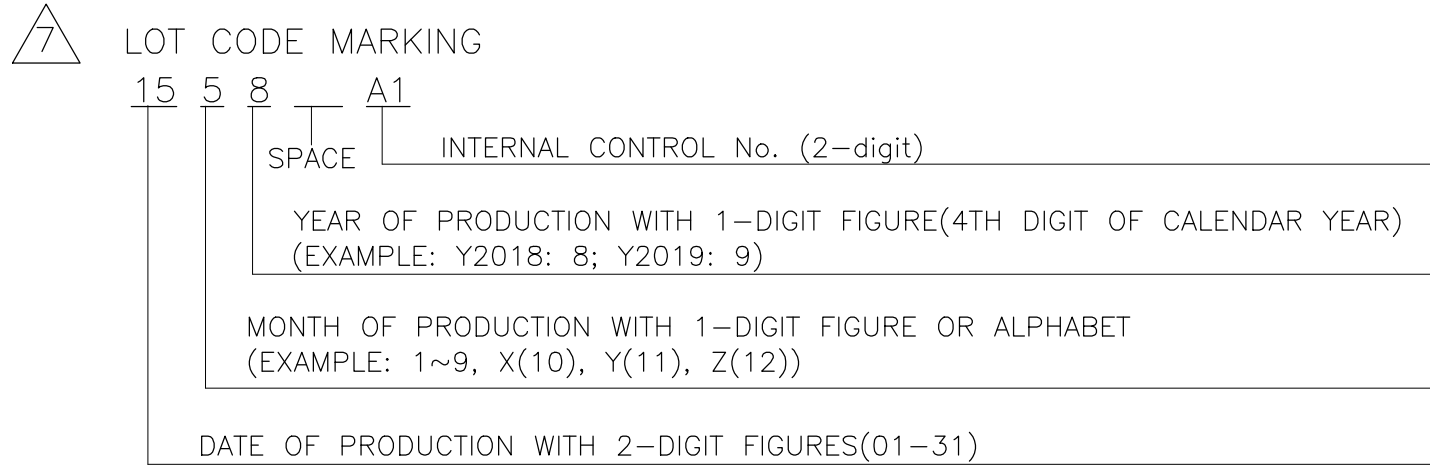 7 LOT CODE MARKING
15 5 8 __ A1
SPACE
INTERNAL CONTROL No. (2-digit)
YEAR OF PRODUCTION WITH 1-DIGIT FIGURE(4TH DIGIT OF CALENDAR YEAR)
(EXAMPLE: Y2018: 8; Y2019: 9)
MONTH OF PRODUCTION WITH 1-DIGIT FIGURE OR ALPHABET
(EXAMPLE: 1~9, X(10), Y(11), Z(12))
DATE OF PRODUCTION WITH 2-DIGIT FIGURES(01-31)